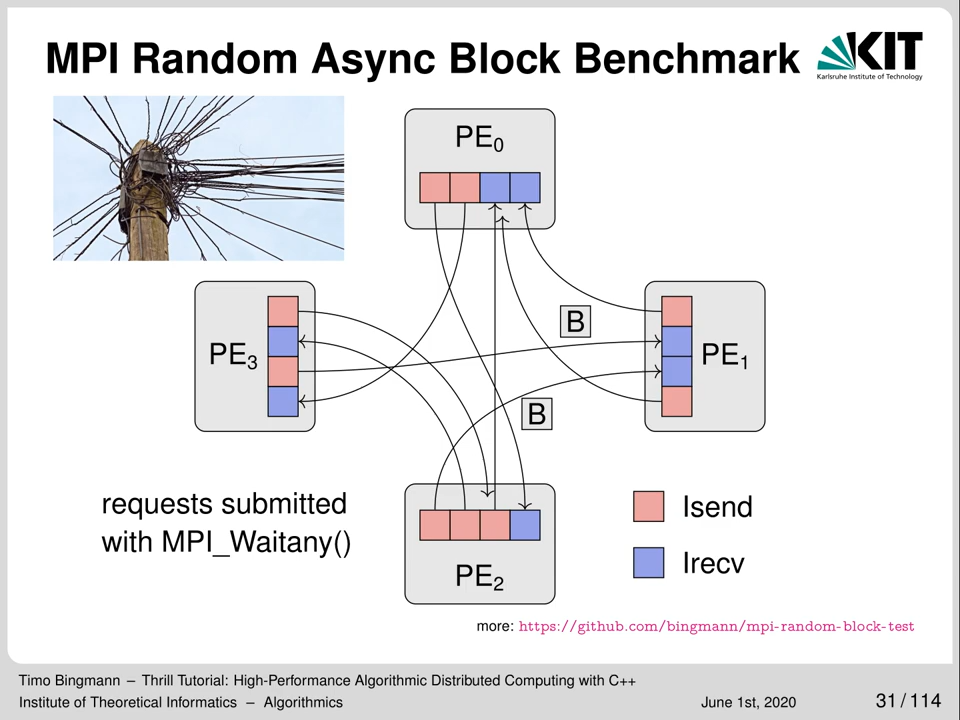 MPI Random Async Block Benchmark
KIT
Karlsruhe Institute of Technology
PE₀
B
PE₃
PE₁
B
requests submitted
with MPI_Waitany()
Isend
Irecv
PE₂
more: https://github.com/bingmann/mpi-random-block-test
Timo Bingmann – Thrill Tutorial: High-Performance Algorithmic Distributed Computing with C++
Institute of Theoretical Informatics – Algorithmics
June 1st, 2020
31 / 114